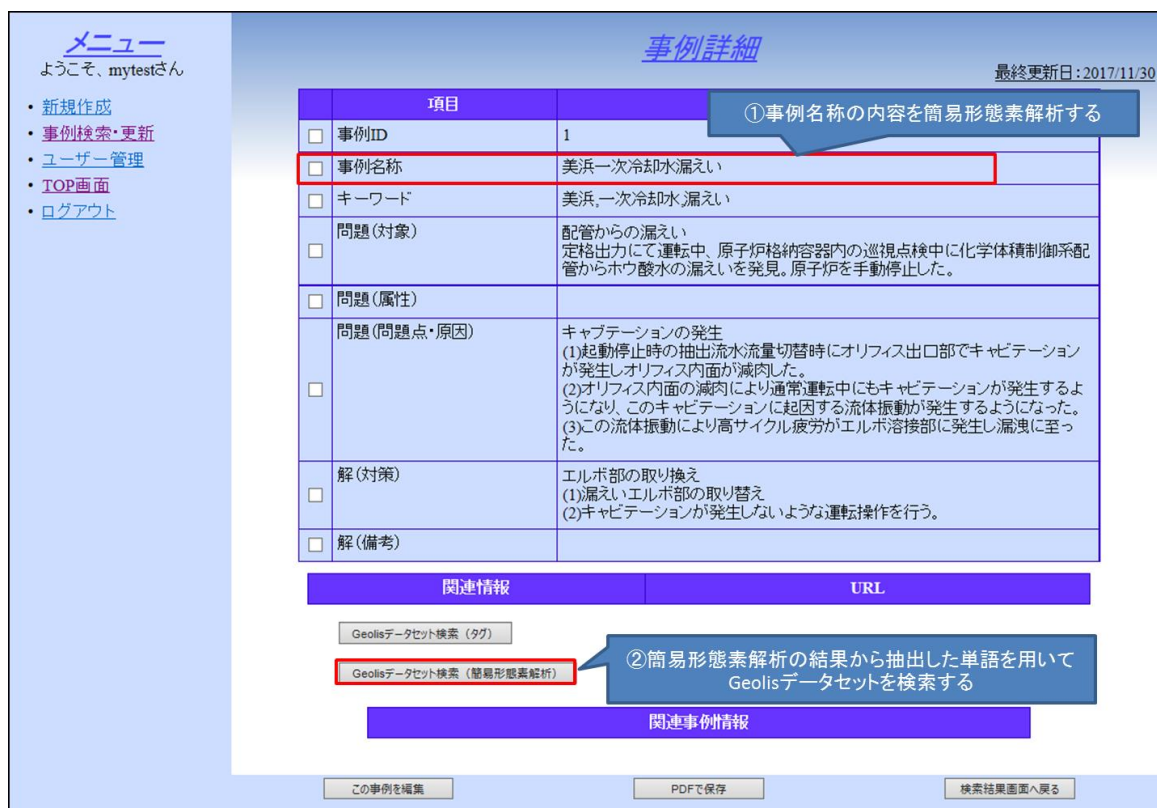 メニュー
ようこそ、mytestさん
・新規作成
・事例検索・更新
・ユーザー管理
・TOP画面
・ログアウト
事例詳細
最終更新日:2017/11/30
項目
①事例名称の内容を簡易形態素解析する
事例ID 1
事例名称 美浜一次冷却水漏えい
キーワード 美浜,一次冷却水,漏えい
問題(対象) 配管からの漏えい
定格出力にて運転中、原子炉格納容器内の巡視点検中に化学体積制御系配
管からホウ酸水の漏えいを発見。原子炉を手動停止した。
問題(属性)
問題(問題点・原因) キャブテーションの発生
(1)起動停止時の抽出流水流量切替時にオリフィス出口部でキャビテーション
が発生しオリフィス内面が減肉した。
(2)オリフィス内面の減肉により通常運転中にもキャビテーションが発生するよ
うになり、このキャビテーションに起因する流体振動が発生するようになった。
(3)この流体振動により高サイクル疲労がエルボ溶接部に発生し漏洩に至っ
た。
解(対策) エルボ部の取り換え
(1)漏えいエルボ部の取り替え
(2)キャビテーションが発生しないような運転操作を行う。
解(備考)
関連情報 URL
Geolisデータセット検索(タグ)
Geolisデータセット検索(簡易形態素解析)
②簡易形態素解析の結果から抽出した単語を用いて
Geolisデータセットを検索する
関連事例情報
この事例を編集 PDFで保存 検索結果画面へ戻る